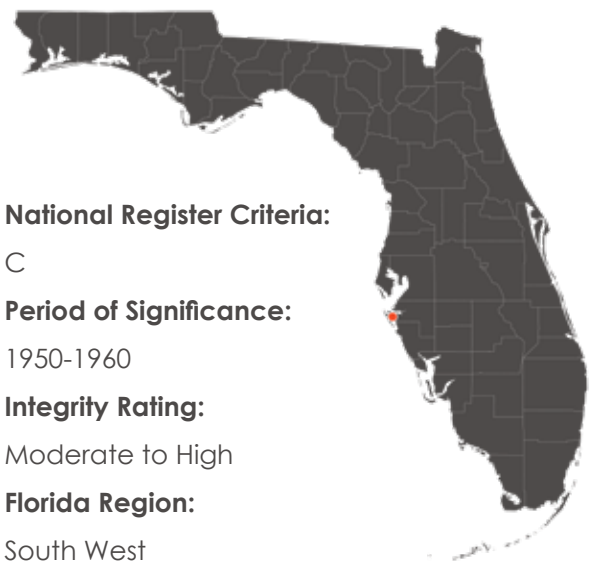 National Register Criteria:
C
Period of Significance:
1950-1960
Integrity Rating:
Moderate to High
Florida Region:
South West